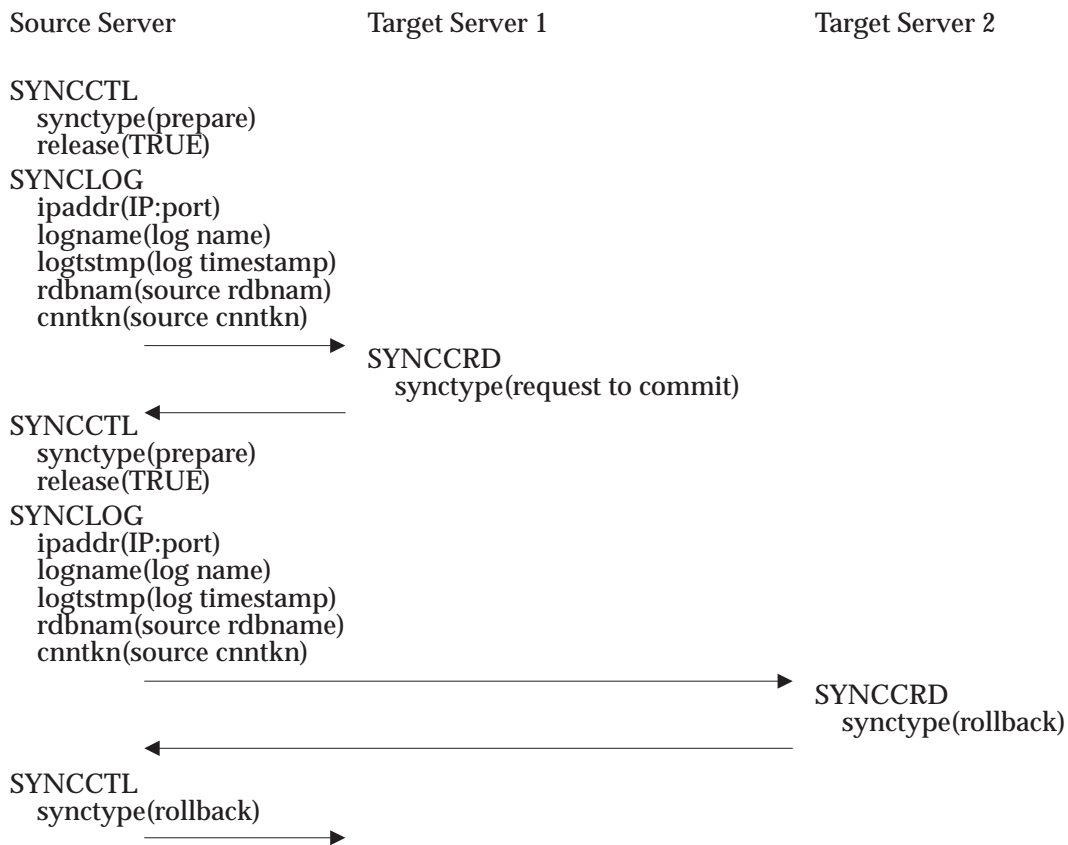 Source Server Target Server 1 Target Server 2
SYNCCTL
synctype(prepare)
release(TRUE)
SYNCLOG
ipaddr(IP:port)
logname(log name)
logtstmp(log timestamp)
rdbnam(source rdbnam)
cnntkn(source cnntkn)
SYNCCRD
synctype(request to commit)
SYNCCTL
synctype(prepare)
release(TRUE)
SYNCLOG
ipaddr(IP:port)
logname(log name)
logtstmp(log timestamp)
rdbnam(source rdbname)
cnntkn(source cnntkn)
SYNCCRD
synctype(rollback)
SYNCCTL
synctype(rollback)